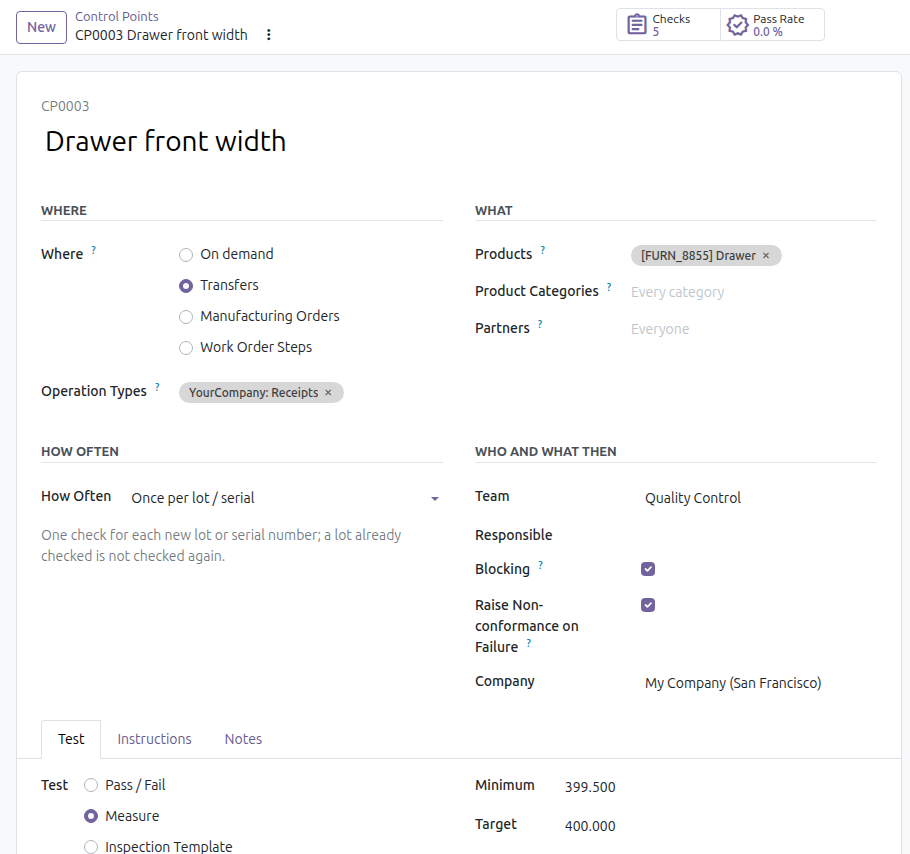 New
Control Points
CP0003 Drawer front width
Checks
5
Pass Rate
0.0 %
CP0003
Drawer front width
WHERE
Where ?
On demand
Transfers
Manufacturing Orders
Work Order Steps
Operation Types ?
YourCompany: Receipts ×
WHAT
Products ?
[FURN_8855] Drawer ×
Product Categories ?
Every category
Partners ?
Everyone
HOW OFTEN
How Often
Once per lot / serial
One check for each new lot or serial number; a lot already
checked is not checked again.
WHO AND WHAT THEN
Team
Quality Control
Responsible
Blocking ?
Raise Non-
conformance on
Failure ?
Company
My Company (San Francisco)
Test
Instructions
Notes
Test
Pass / Fail
Measure
Inspection Template
Minimum
399.500
Target
400.000